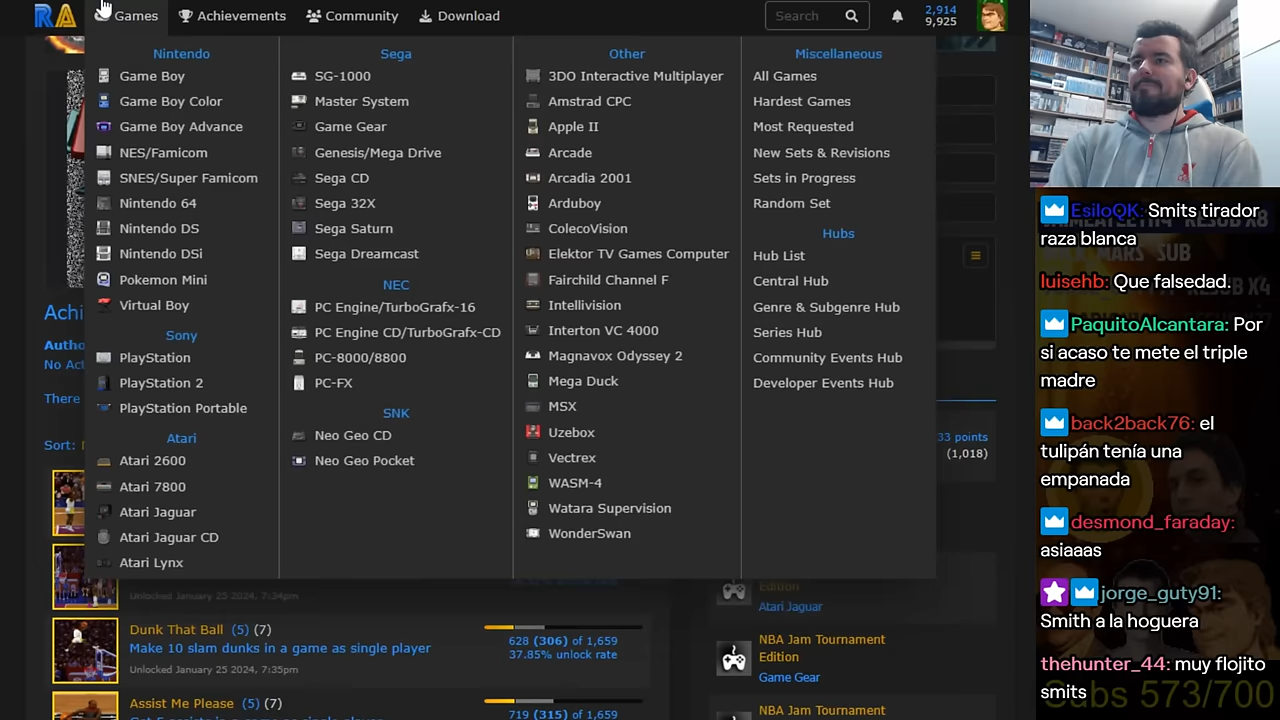 RA Games Achievements Community Download Search 2,914
9,925
Nintendo
Game Boy
Game Boy Color
Game Boy Advance
NES/Famicom
SNES/Super Famicom
Nintendo 64
Nintendo DS
Nintendo DSi
Pokemon Mini
Virtual Boy
Sony
PlayStation
PlayStation 2
PlayStation Portable
Atari
Atari 2600
Atari 7800
Atari Jaguar
Atari Jaguar CD
Atari Lynx
Sega
SG-1000
Master System
Game Gear
Genesis/Mega Drive
Sega CD
Sega 32X
Sega Saturn
Sega Dreamcast
NEC
PC Engine/TurboGrafx-16
PC Engine CD/TurboGrafx-CD
PC-8000/8800
PC-FX
SNK
Neo Geo CD
Neo Geo Pocket
Other
3DO Interactive Multiplayer
Amstrad CPC
Apple II
Arcade
Arcadia 2001
Arduboy
ColecoVision
Elektor TV Games Computer
Fairchild Channel F
Intellivision
Interton VC 4000
Magnavox Odyssey 2
Mega Duck
MSX
Uzebox
Vectrex
WASM-4
Watara Supervision
WonderSwan
Miscellaneous
All Games
Hardest Games
Most Requested
New Sets & Revisions
Sets in Progress
Random Set
Hubs
Hub List
Central Hub
Genre & Subgenre Hub
Series Hub
Community Events Hub
Developer Events Hub
Achi
Autho
No Act
There
Sort:
33 points
(1,018)
Unlocked January 25 2024, 7:34pm
Dunk That Ball (5) (7)
Make 10 slam dunks in a game as single player
Unlocked January 25 2024, 7:35pm
628 (306) of 1,659
37.85% unlock rate
Assist Me Please (5) (7)
719 (315) of 1,659
Edition
Atari Jaguar
NBA Jam Tournament
Edition
Game Gear
NBA Jam Tournament
EsiloQK: Smits tirador
raza blanca
luisehb: Que falsedad.
PaquitoAlcantara: Por
si acaso te mete el triple
madre
back2back76: el
tulipán tenía una
empanada
desmond_faraday:
asiaaas
jorge_guty91:
Smith a la hoguera
thehunter_44: muy flojito
smits
Subs 573/700